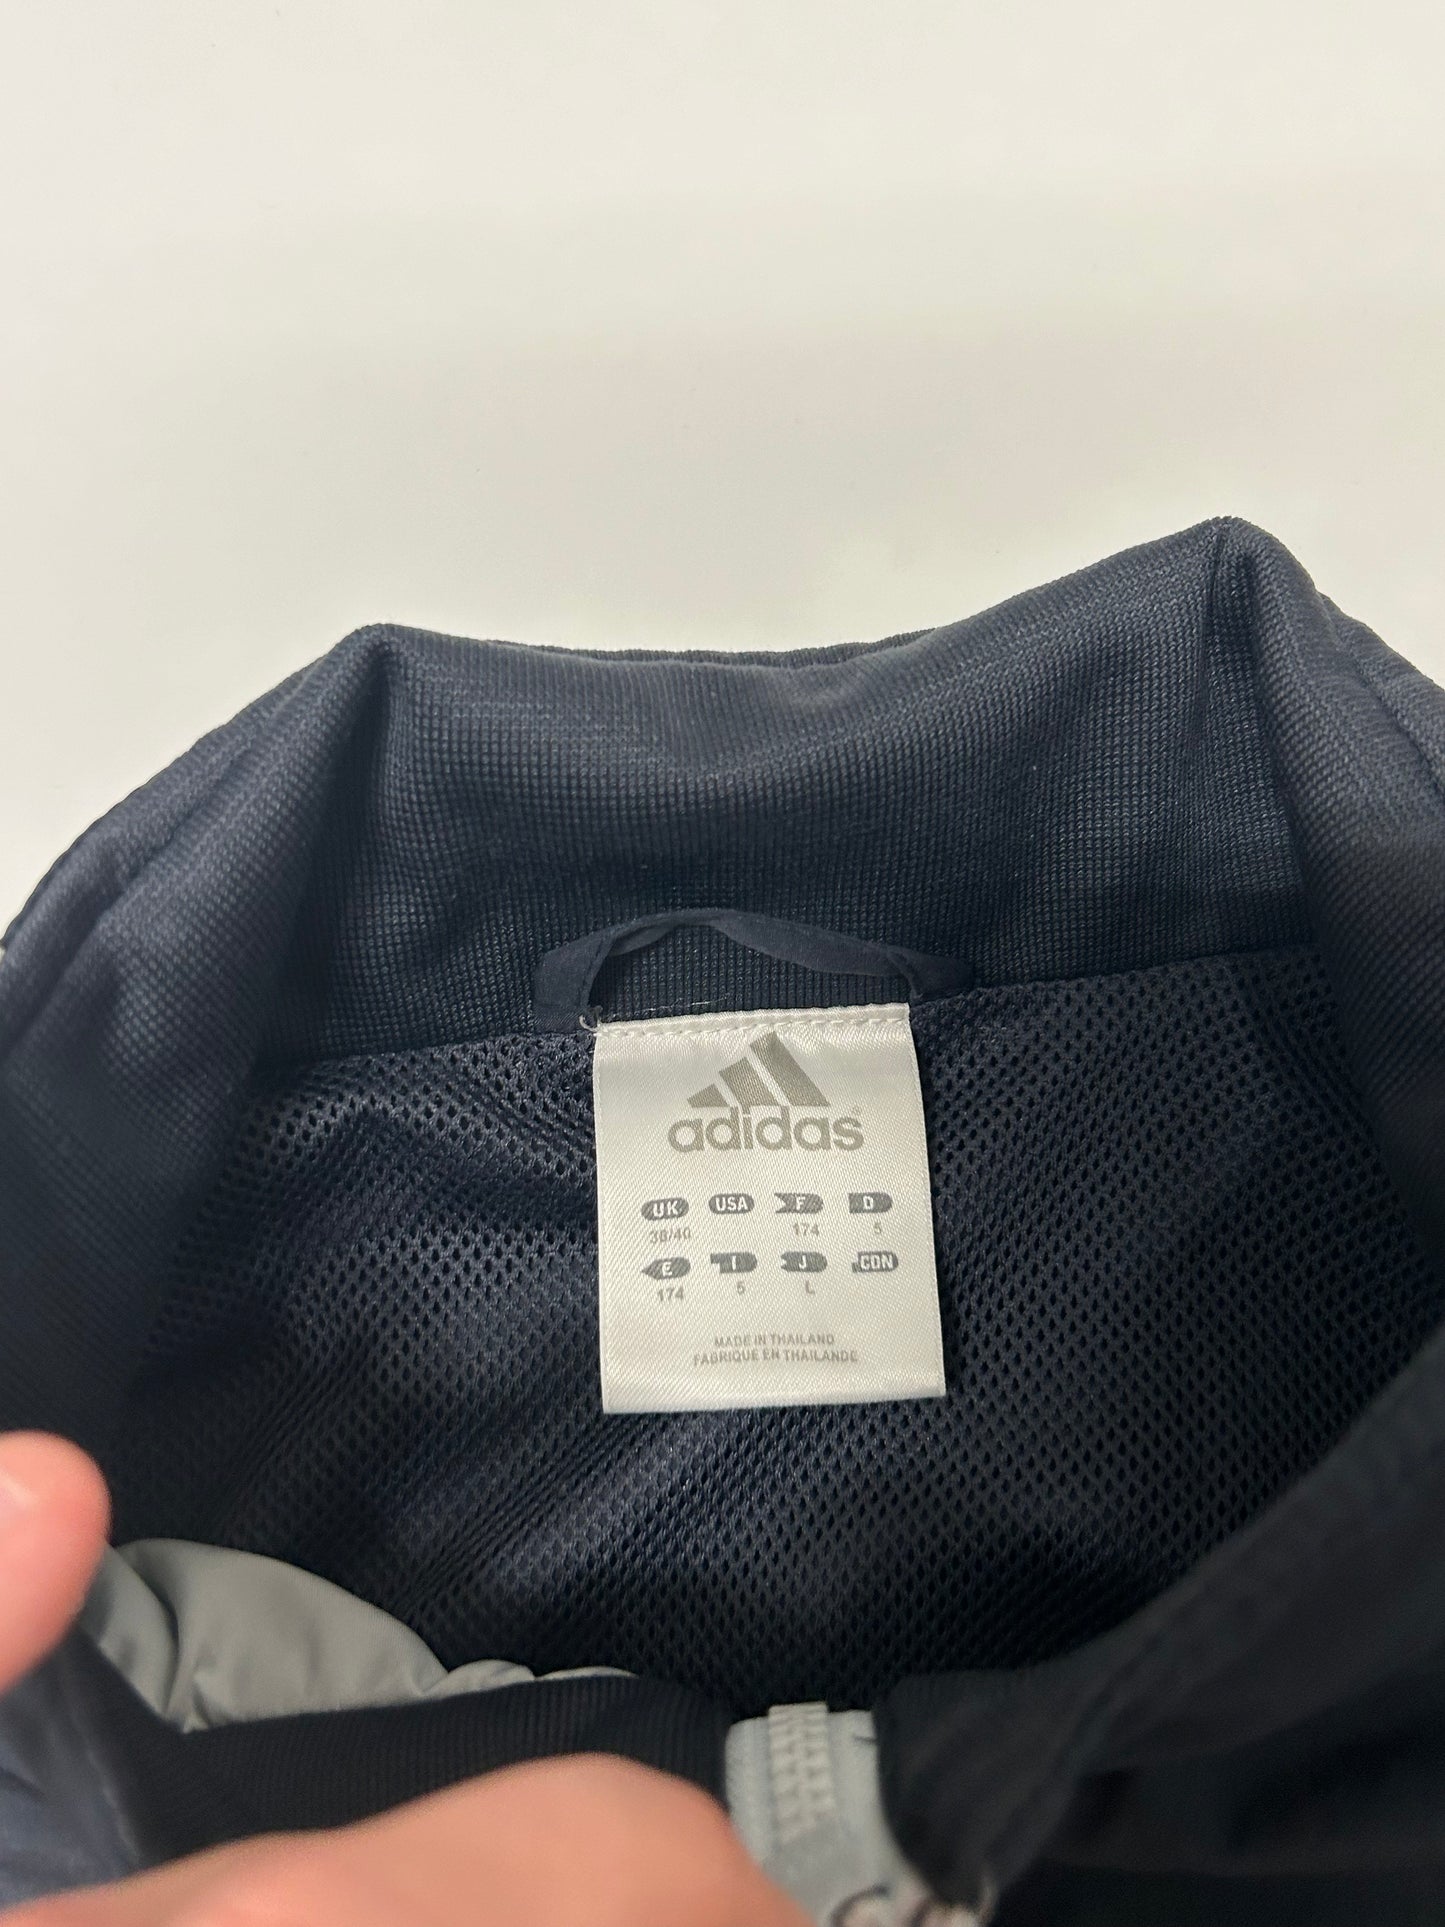 adidas®
UK USA F D
38/40 174 5
E I J CDN
174 5 L
MADE IN THAILAND
FABRIQUE EN THAILANDE